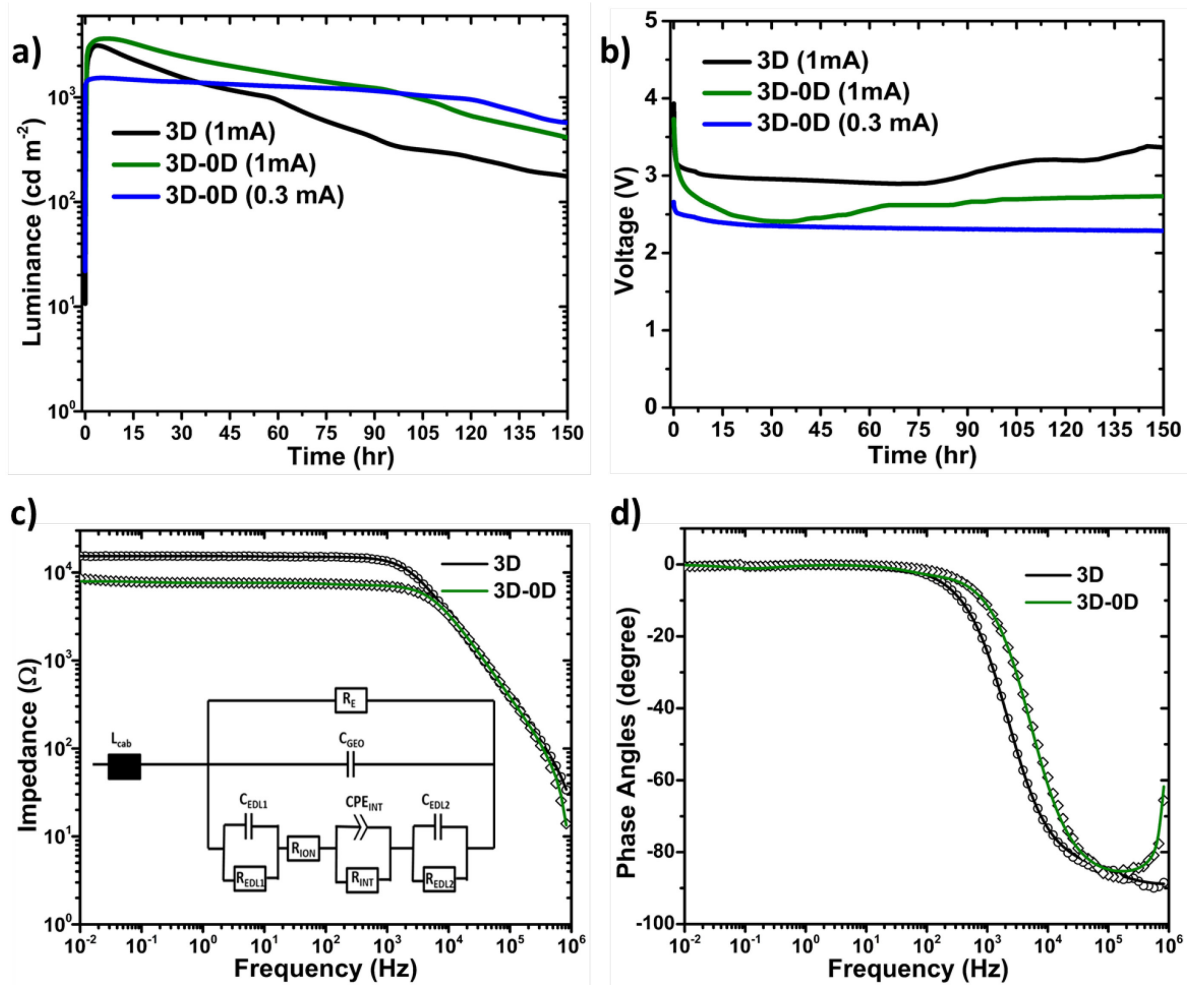 a)
Luminance (cd m⁻²)
10³
10²
10¹
10⁰
3D (1mA)
3D-0D (1mA)
3D-0D (0.3 mA)
0 15 30 45 60 75 90 105 120 135 150
Time (hr)
b)
Voltage (V)
5
4
3
2
1
0
3D (1mA)
3D-0D (1mA)
3D-0D (0.3 mA)
0 15 30 45 60 75 90 105 120 135 150
Time (hr)
c)
Impedance (Ω)
10⁴
10³
10²
10¹
10⁰
3D
3D-0D
R_E
L_cab
C_GEO
C_EDL1 CPE_INT C_EDL2
R_ION
R_EDL1 R_INT R_EDL2
10⁻² 10⁻¹ 10⁰ 10¹ 10² 10³ 10⁴ 10⁵ 10⁶
Frequency (Hz)
d)
Phase Angles (degree)
0
-20
-40
-60
-80
-100
3D
3D-0D
10⁻² 10⁻¹ 10⁰ 10¹ 10² 10³ 10⁴ 10⁵ 10⁶
Frequency (Hz)